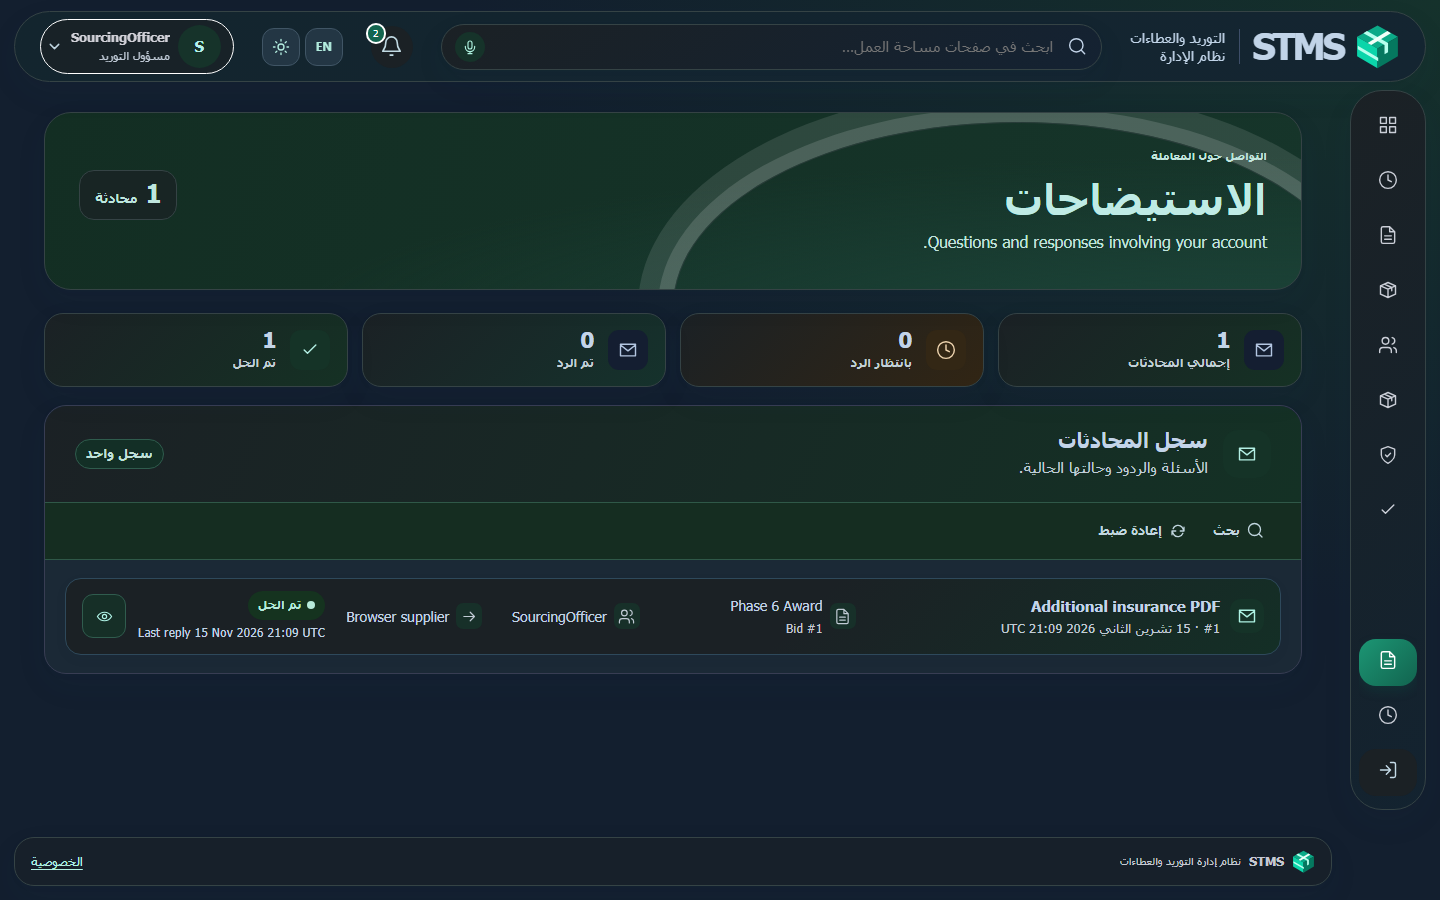 STMS
التوريد والعطاءات
نظام الإدارة
ابحث في صفحات مساحة العمل...
2
EN
S
SourcingOfficer
مسؤول التوريد
التواصل حول المعاملة
الاستيضاحات
Questions and responses involving your account.
1 محادثة
1
إجمالي المحادثات
0
بانتظار الرد
0
تم الرد
1
تم الحل
سجل المحادثات
الأسئلة والردود وحالتها الحالية.
سجل واحد
بحث
إعادة ضبط
Additional insurance PDF
#1 · 15 تشرين الثاني 2026 21:09 UTC
Phase 6 Award
Bid #1
SourcingOfficer
Browser supplier
تم الحل
Last reply 15 Nov 2026 21:09 UTC
STMS نظام إدارة التوريد والعطاءات
الخصوصية